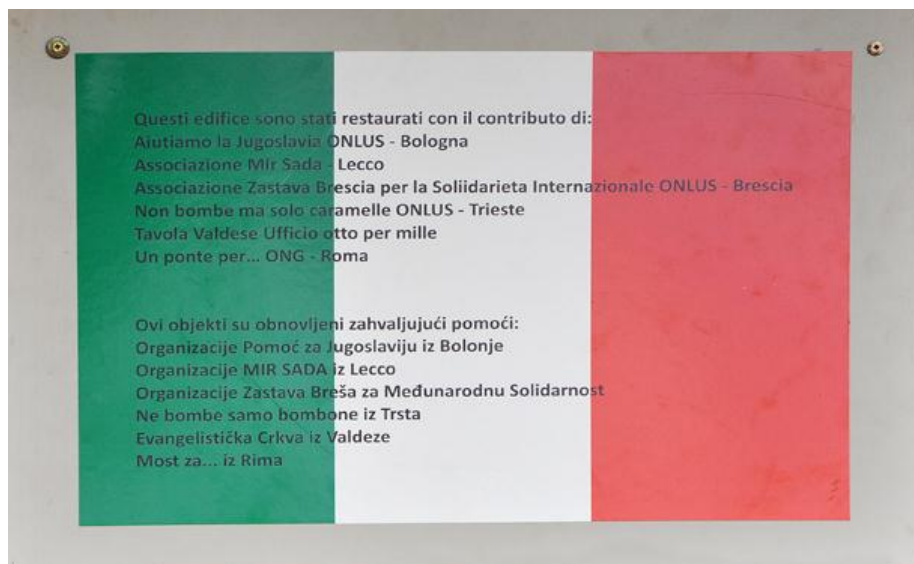 Questi edifice sono stati restaurati con il contributo di:
Aiutiamo la Jugoslavia ONLUS - Bologna
Associazione Mir Sada - Lecco
Associazione Zastava Brescia per la Soliidarieta Internazionale ONLUS - Brescia
Non bombe ma solo caramelle ONLUS - Trieste
Tavola Valdese Ufficio otto per mille
Un ponte per... ONG - Roma
Ovi objekti su obnovljeni zahvaljujući pomoći:
Organizacije Pomoć za Jugoslaviju iz Bolonje
Organizacije MIR SADA iz Lecco
Organizacije Zastava Breša za Međunarodnu Solidarnost
Ne bombe samo bombone iz Trsta
Evangelistička Crkva iz Valdeze
Most za... iz Rima